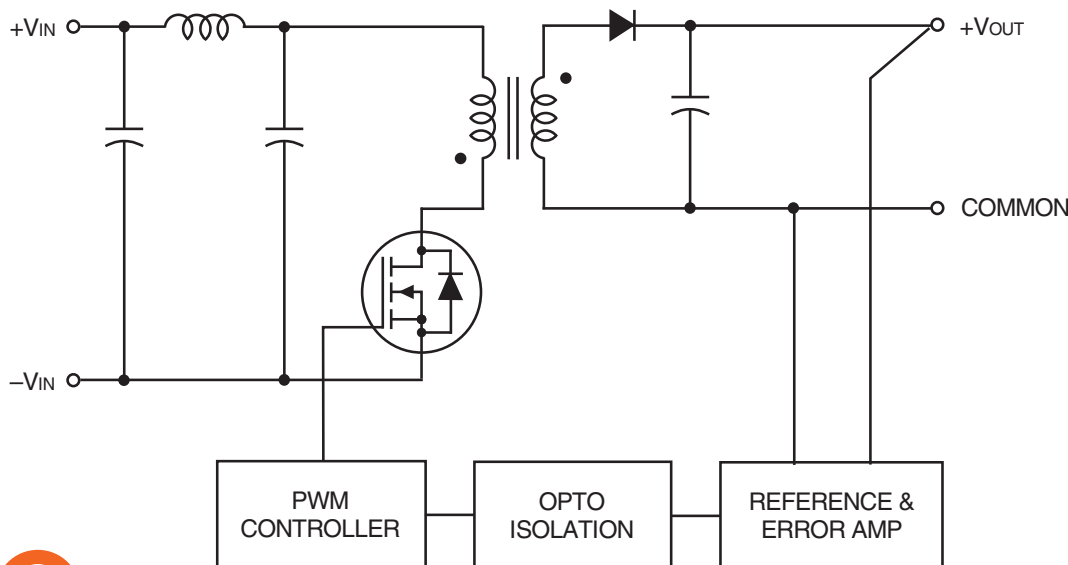 +VIN
+VOUT
COMMON
–VIN
PWM
CONTROLLER
OPTO
ISOLATION
REFERENCE &
ERROR AMP